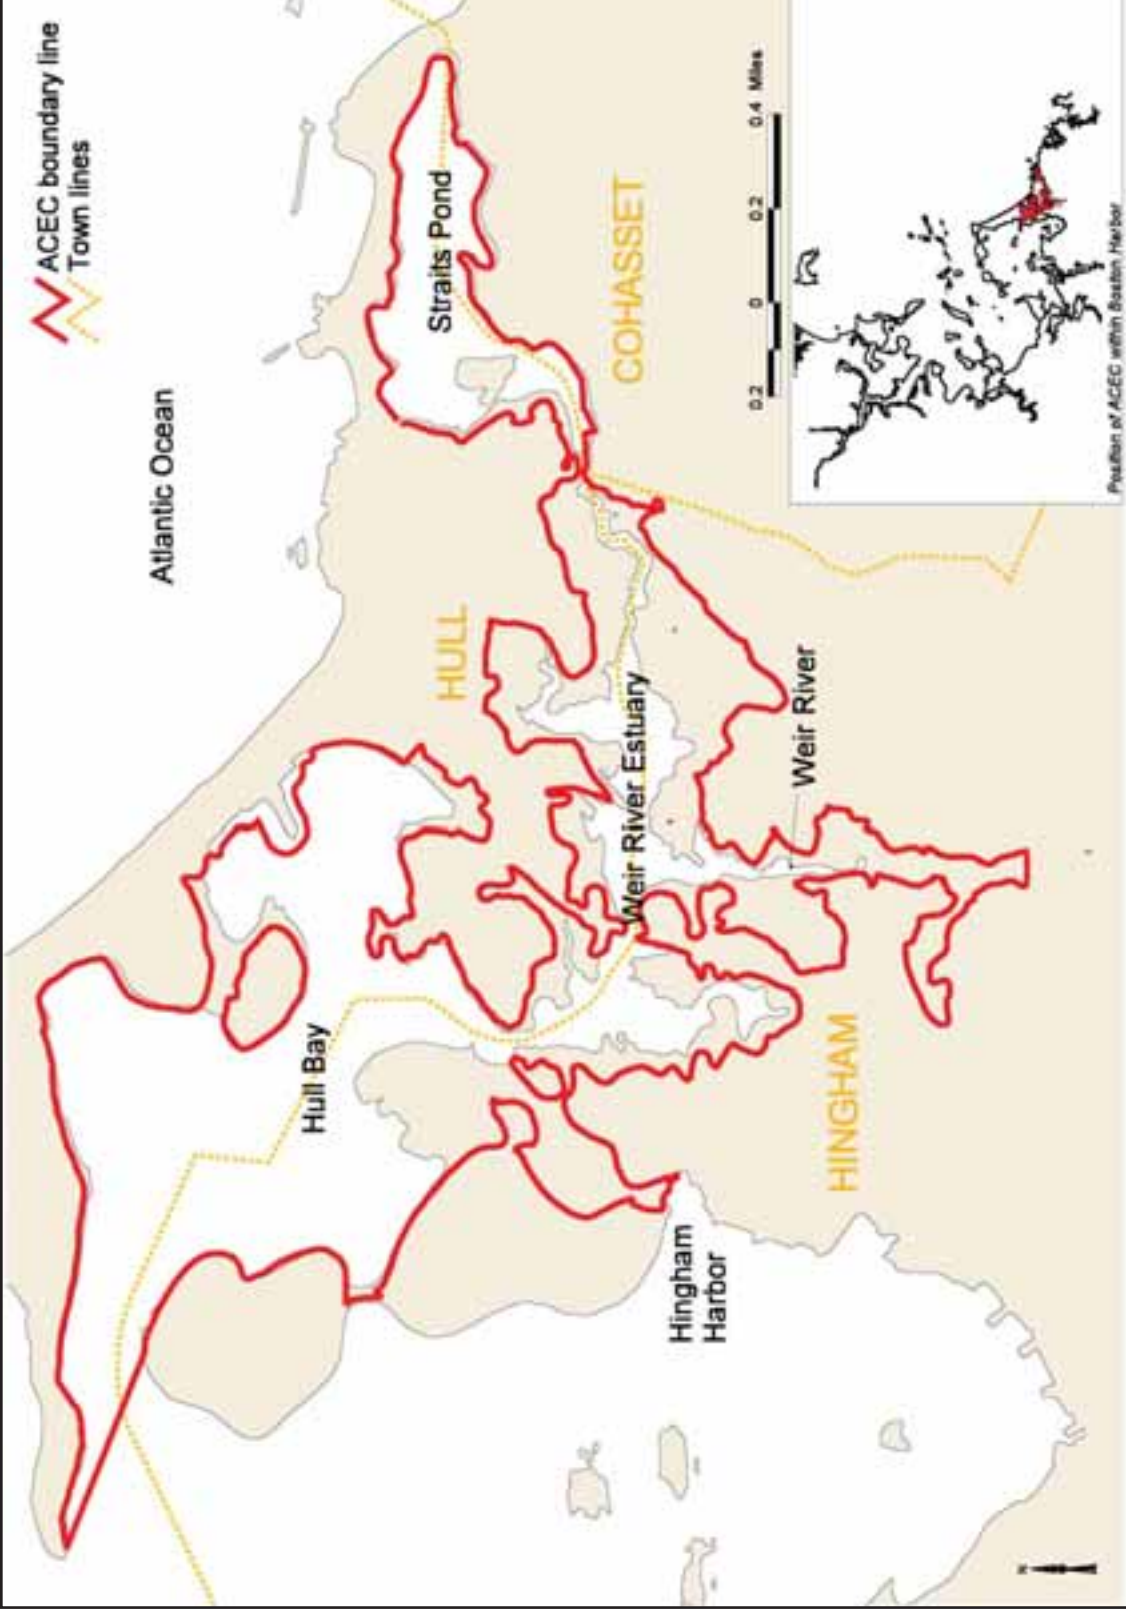 ACEC boundary line
Town lines
Atlantic Ocean
Straits Pond
COHASSET
HULL
Weir River Estuary
Weir River
Hull Bay
HINGHAM
Hingham
Harbor
0.2 0 0.2 0.4 Miles
Position of ACEC within Boston Harbor
N